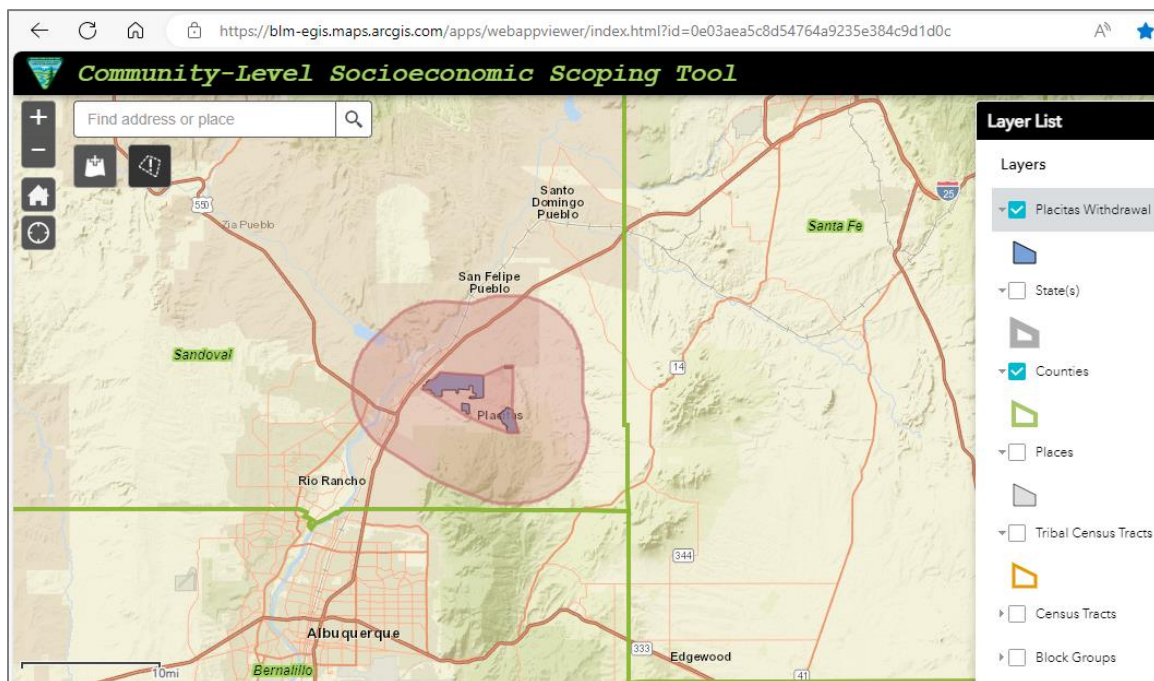 https://blm-egis.maps.arcgis.com/apps/webappviewer/index.html?id=0e03aea5c8d54764a9235e384c9d1d0c
Community-Level Socioeconomic Scoping Tool
+
Find address or place
Layer List
−
Layers
Santo
Domingo
Pueblo
25
550
Zia Pueblo
Santa Fe
Placitas Withdrawal
San Felipe
Pueblo
State(s)
Sandoval
14
Counties
Placitas
Places
Rio Rancho
Tribal Census Tracts
344
Census Tracts
Albuquerque
333
Edgewood
Block Groups
10mi
Bernalillo
41